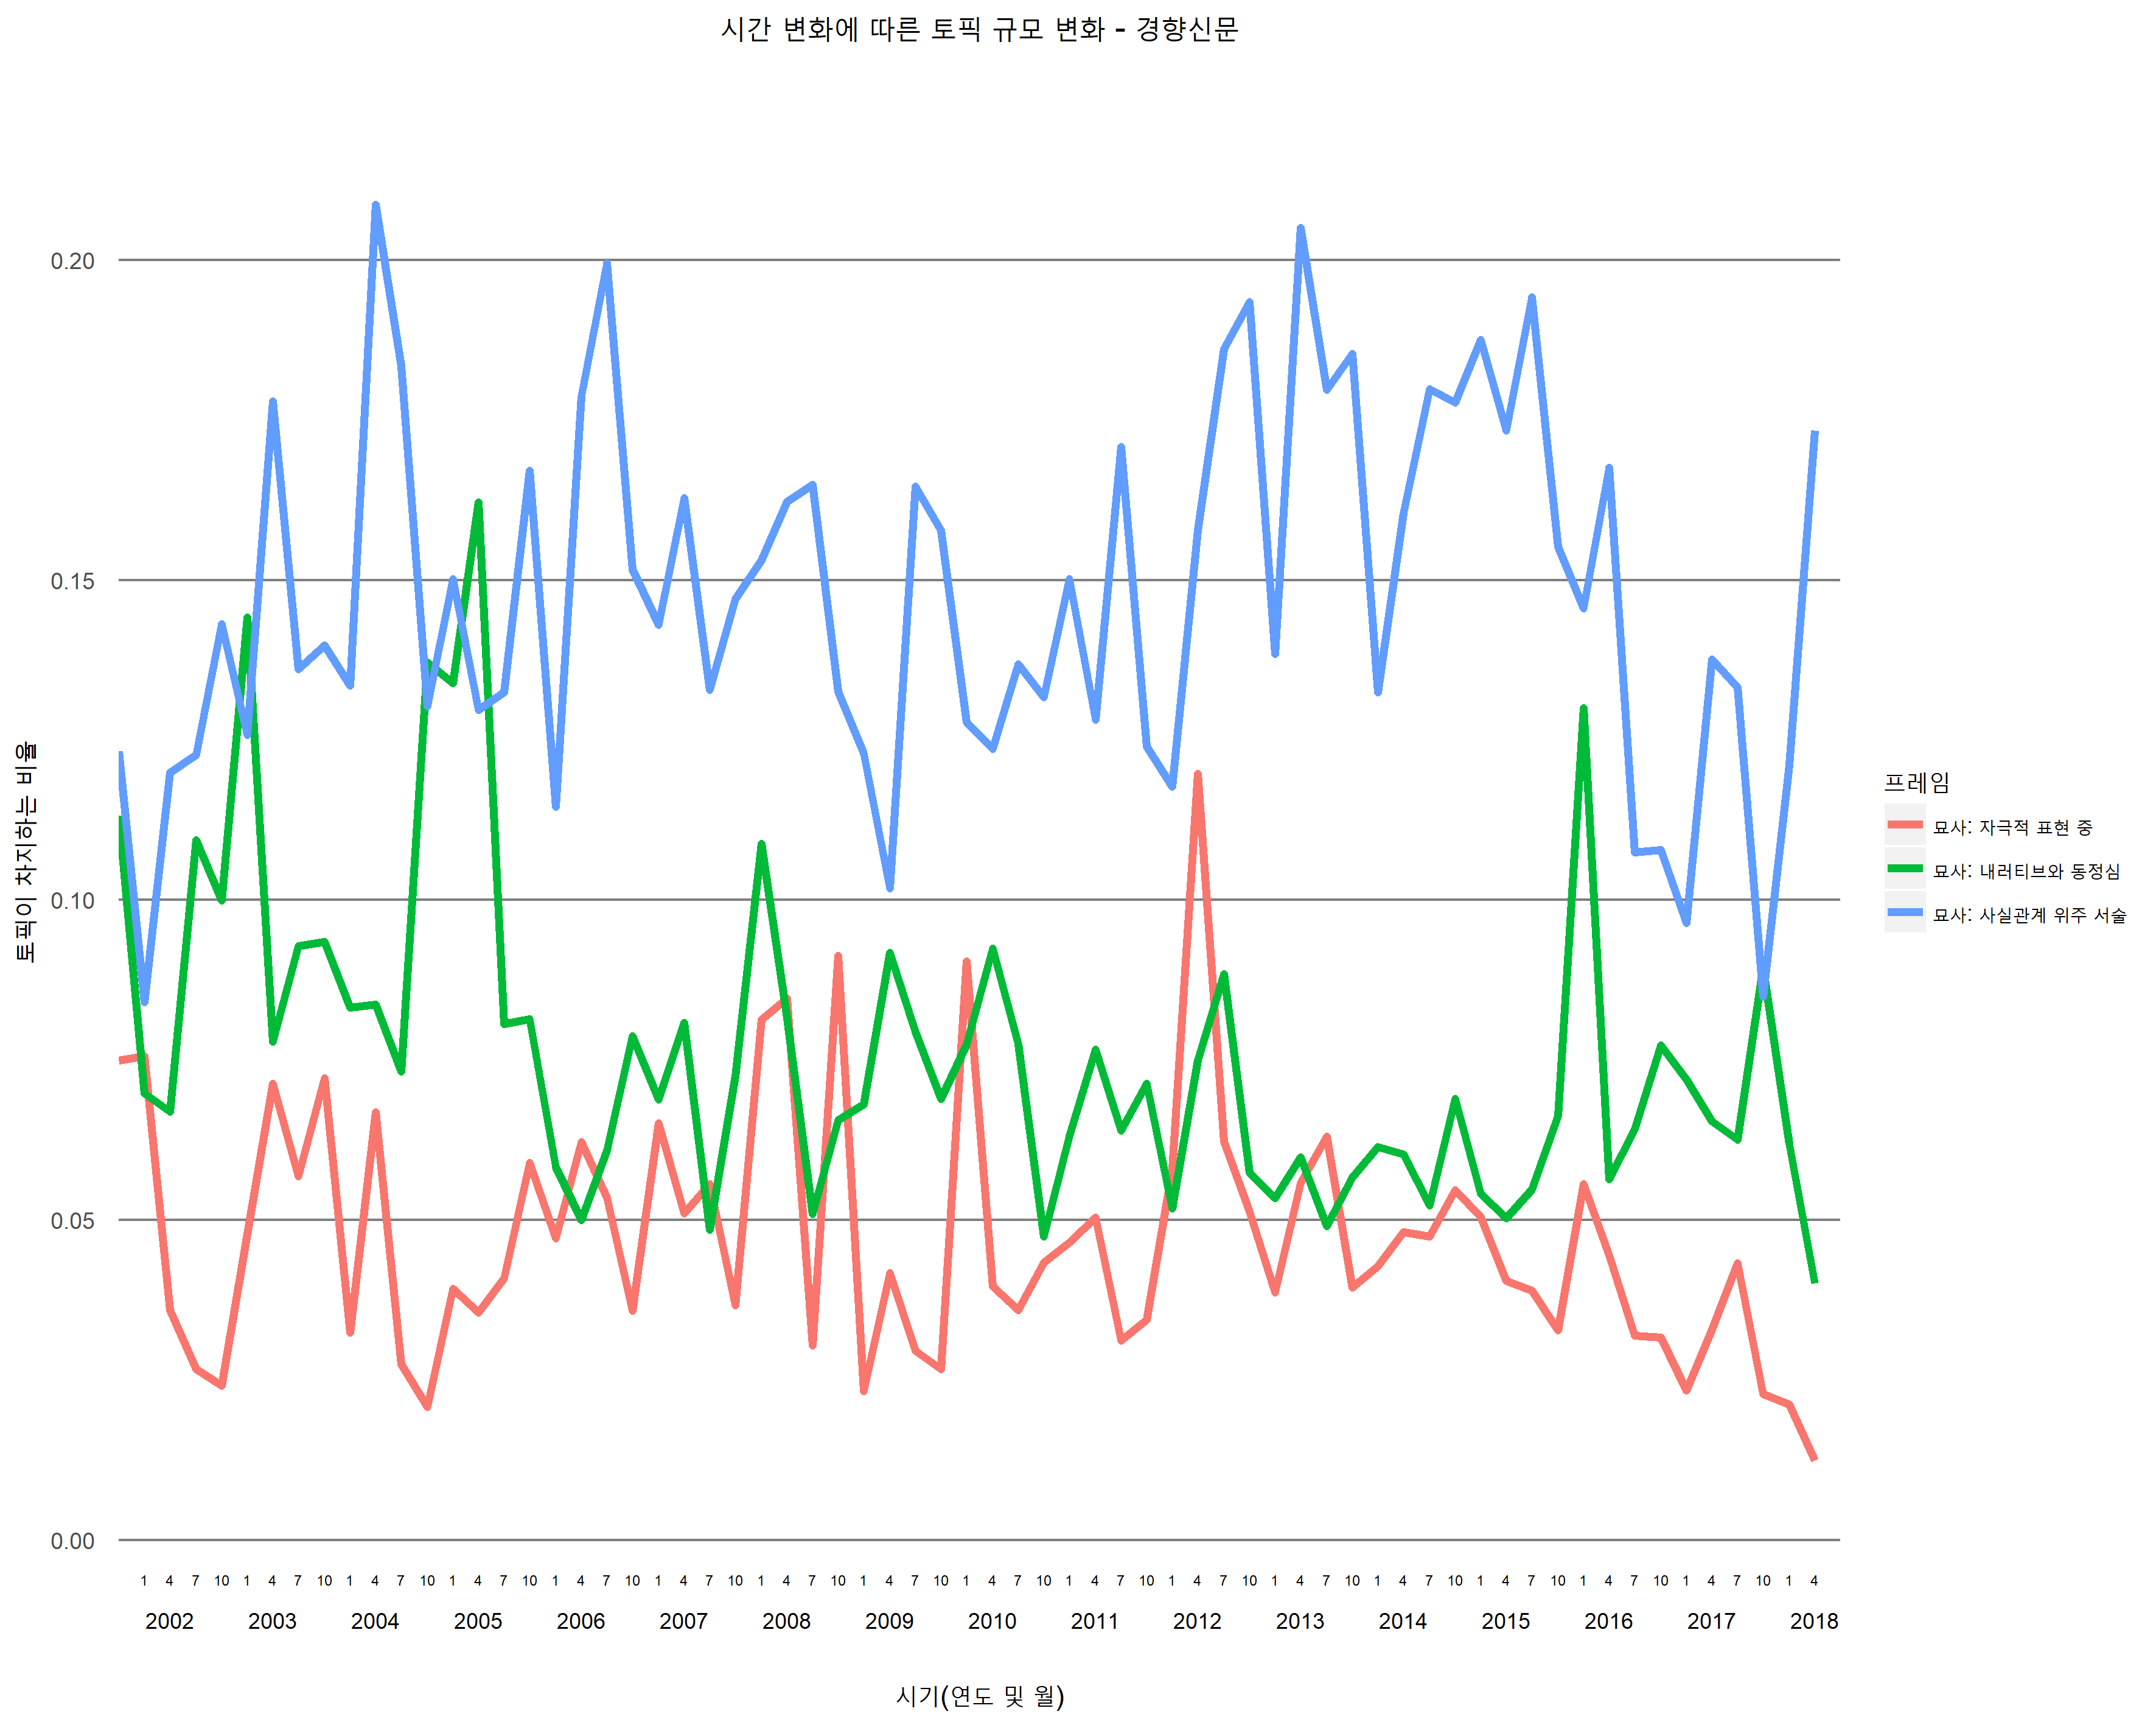 시간 변화에 따른 토픽 규모 변화 - 경향신문
토픽이 차지하는 비율
0.20
0.15
0.10
0.05
0.00
1 4 7 10 1 4 7 10 1 4 7 10 1 4 7 10 1 4 7 10 1 4 7 10 1 4 7 10 1 4 7 10 1 4 7 10 1 4 7 10 1 4 7 10 1 4 7 10 1 4 7 10 1 4 7 10 1 4 7 10 1 4 7 10 1 4
2002 2003 2004 2005 2006 2007 2008 2009 2010 2011 2012 2013 2014 2015 2016 2017 2018
시기(연도 및 월)
프레임
묘사: 자극적 표현 중
묘사: 내러티브와 동정심
묘사: 사실관계 위주 서술